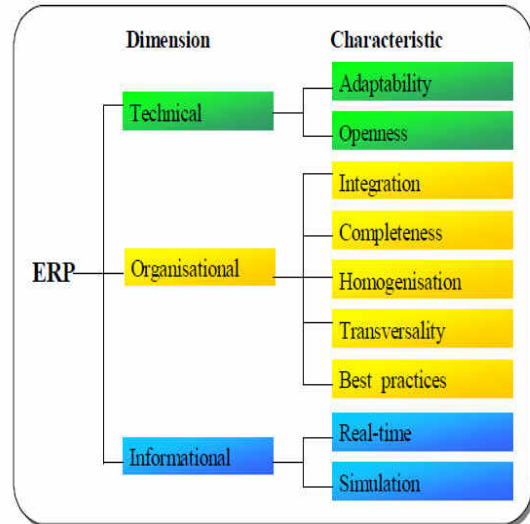 Dimension Characteristic
Adaptability
Technical
Openness
Integration
Completeness
ERP Organisational
Homogenisation
Transversality
Best practices
Real-time
Informational
Simulation